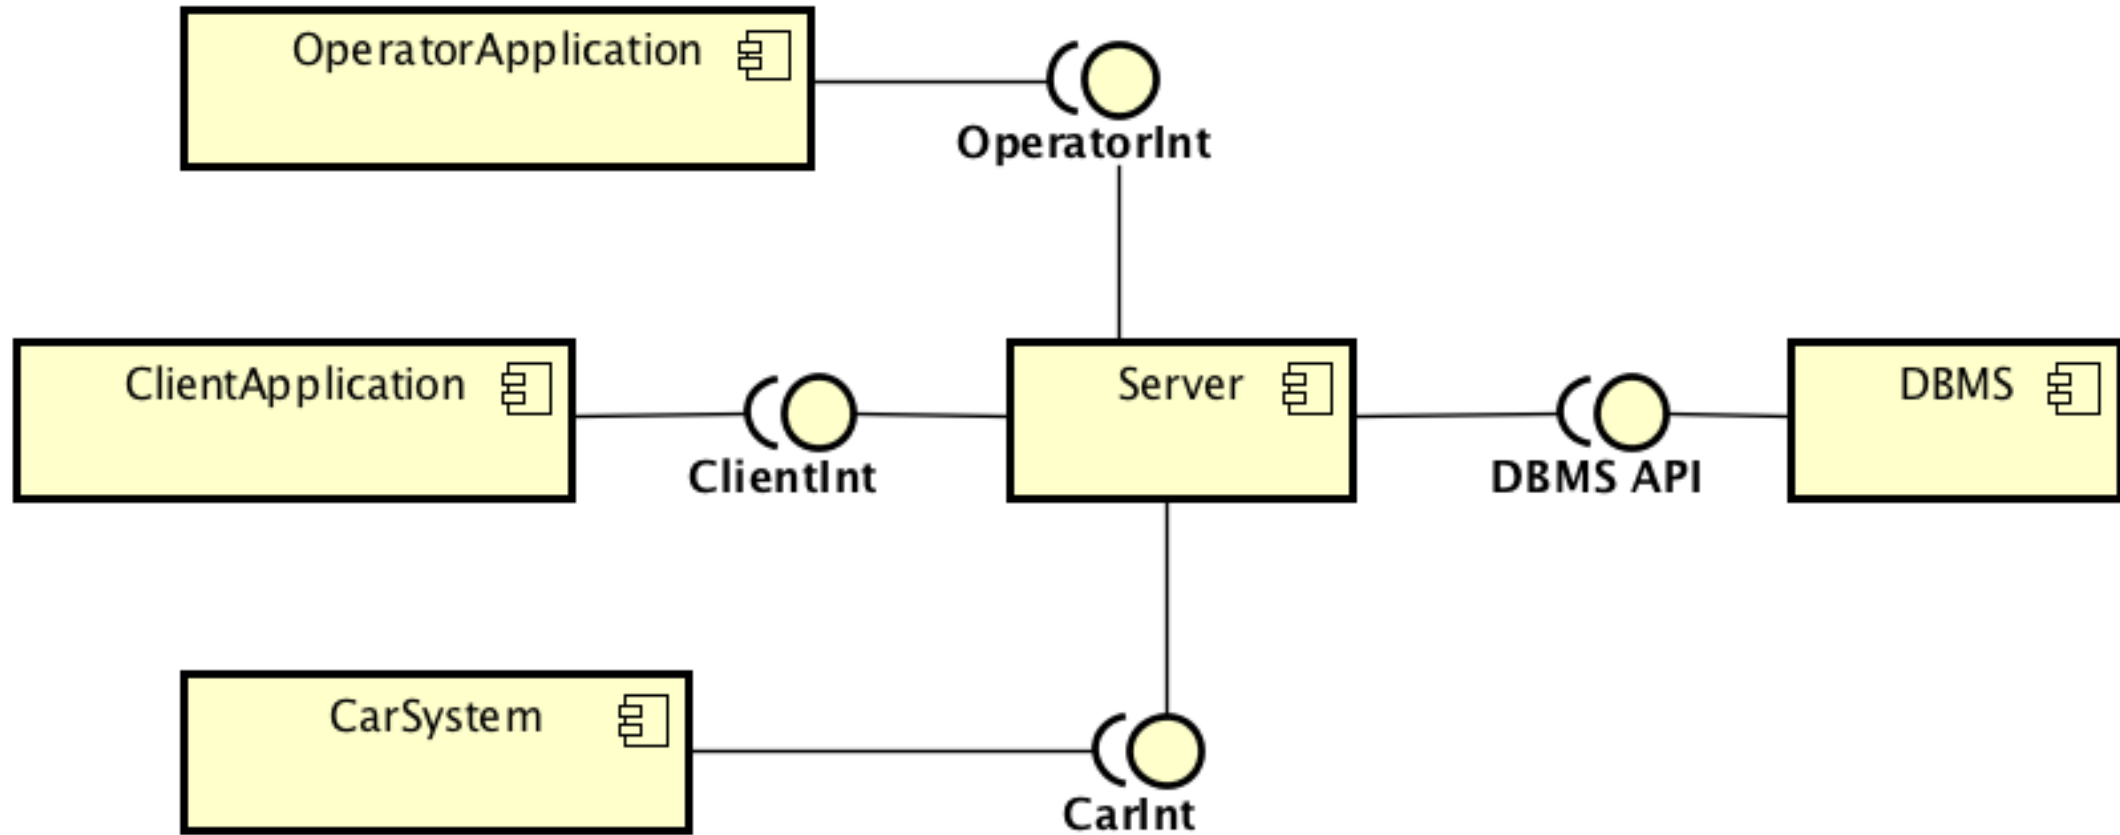 OperatorApplication
OperatorInt
ClientApplication
ClientInt
Server
DBMS API
DBMS
CarSystem
CarInt